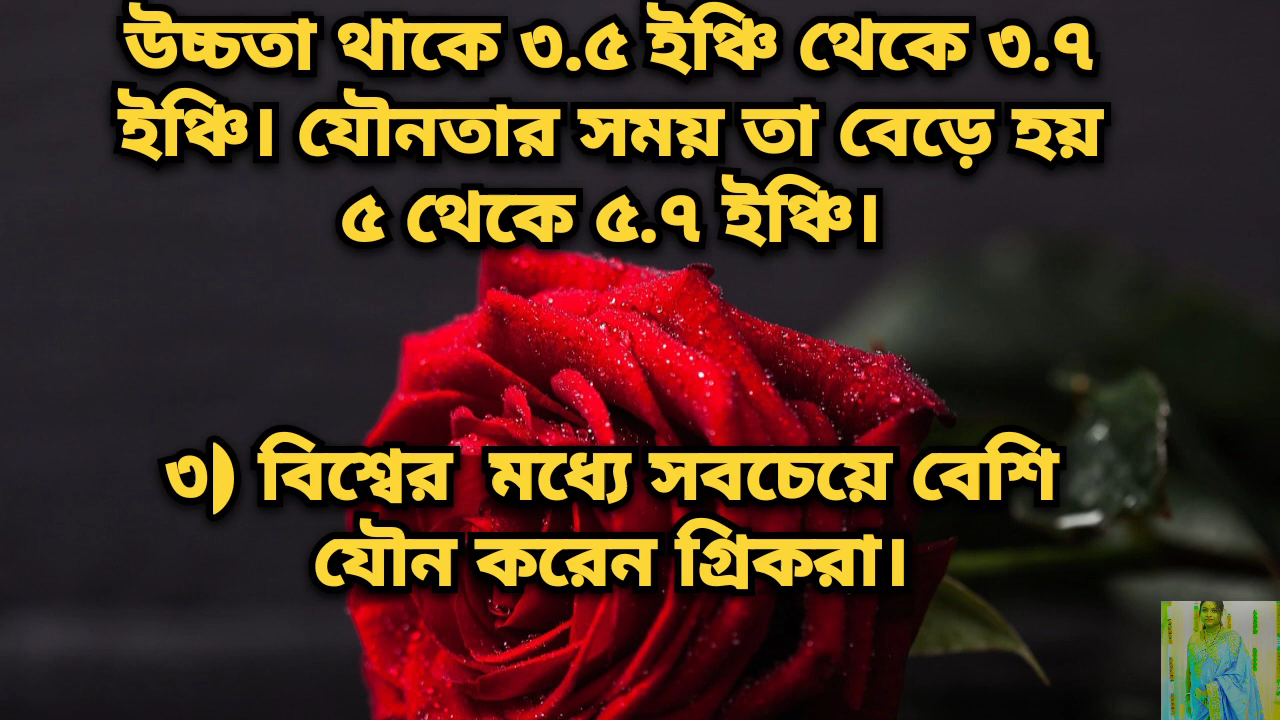 উচ্চতা থাকে ৩.৫ ইঞ্চি থেকে ৩.৭
ইঞ্চি। যৌনতার সময় তা বেড়ে হয়
৫ থেকে ৫.৭ ইঞ্চি।
৩) বিশ্বের মধ্যে সবচেয়ে বেশি
যৌন করেন গ্রিকরা।